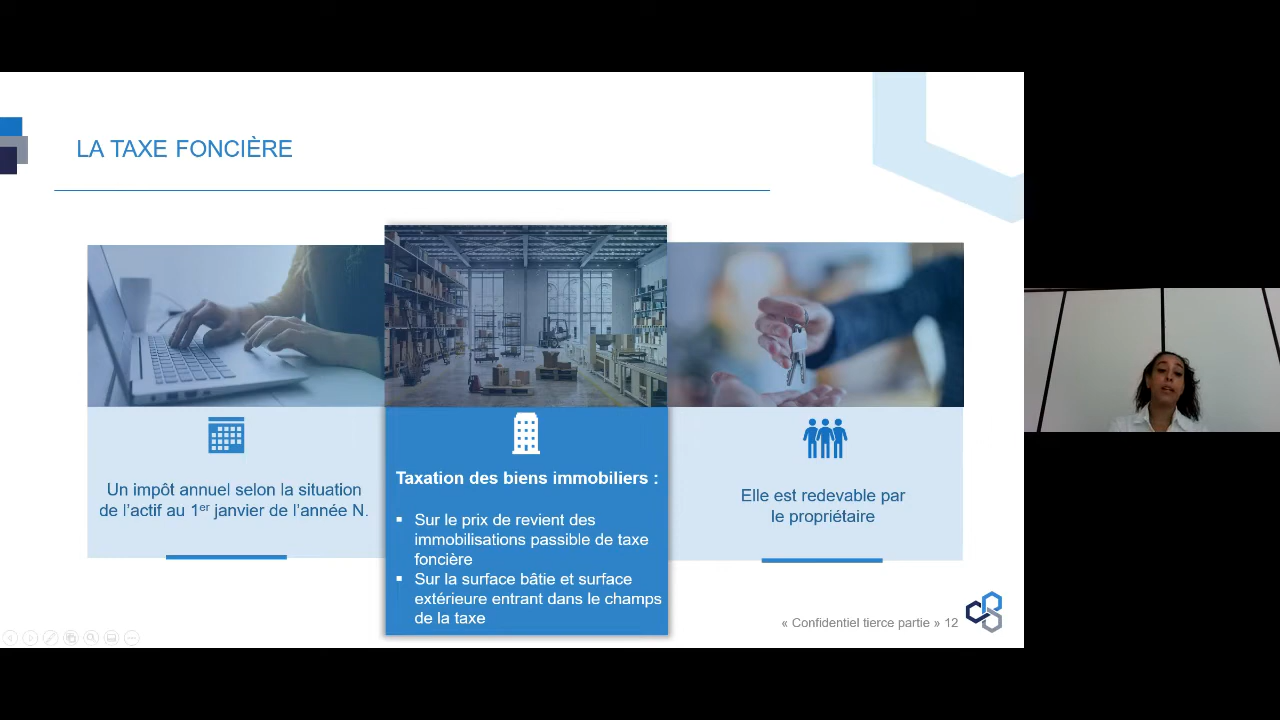 LA TAXE FONCIÈRE
Un impôt annuel selon la situation
de l'actif au 1er janvier de l'année N.
Taxation des biens immobiliers :
▪ Sur le prix de revient des
immobilisations passible de taxe
foncière
▪ Sur la surface bâtie et surface
extérieure entrant dans le champs
de la taxe
Elle est redevable par
le propriétaire
« Confidentiel tierce partie » 12